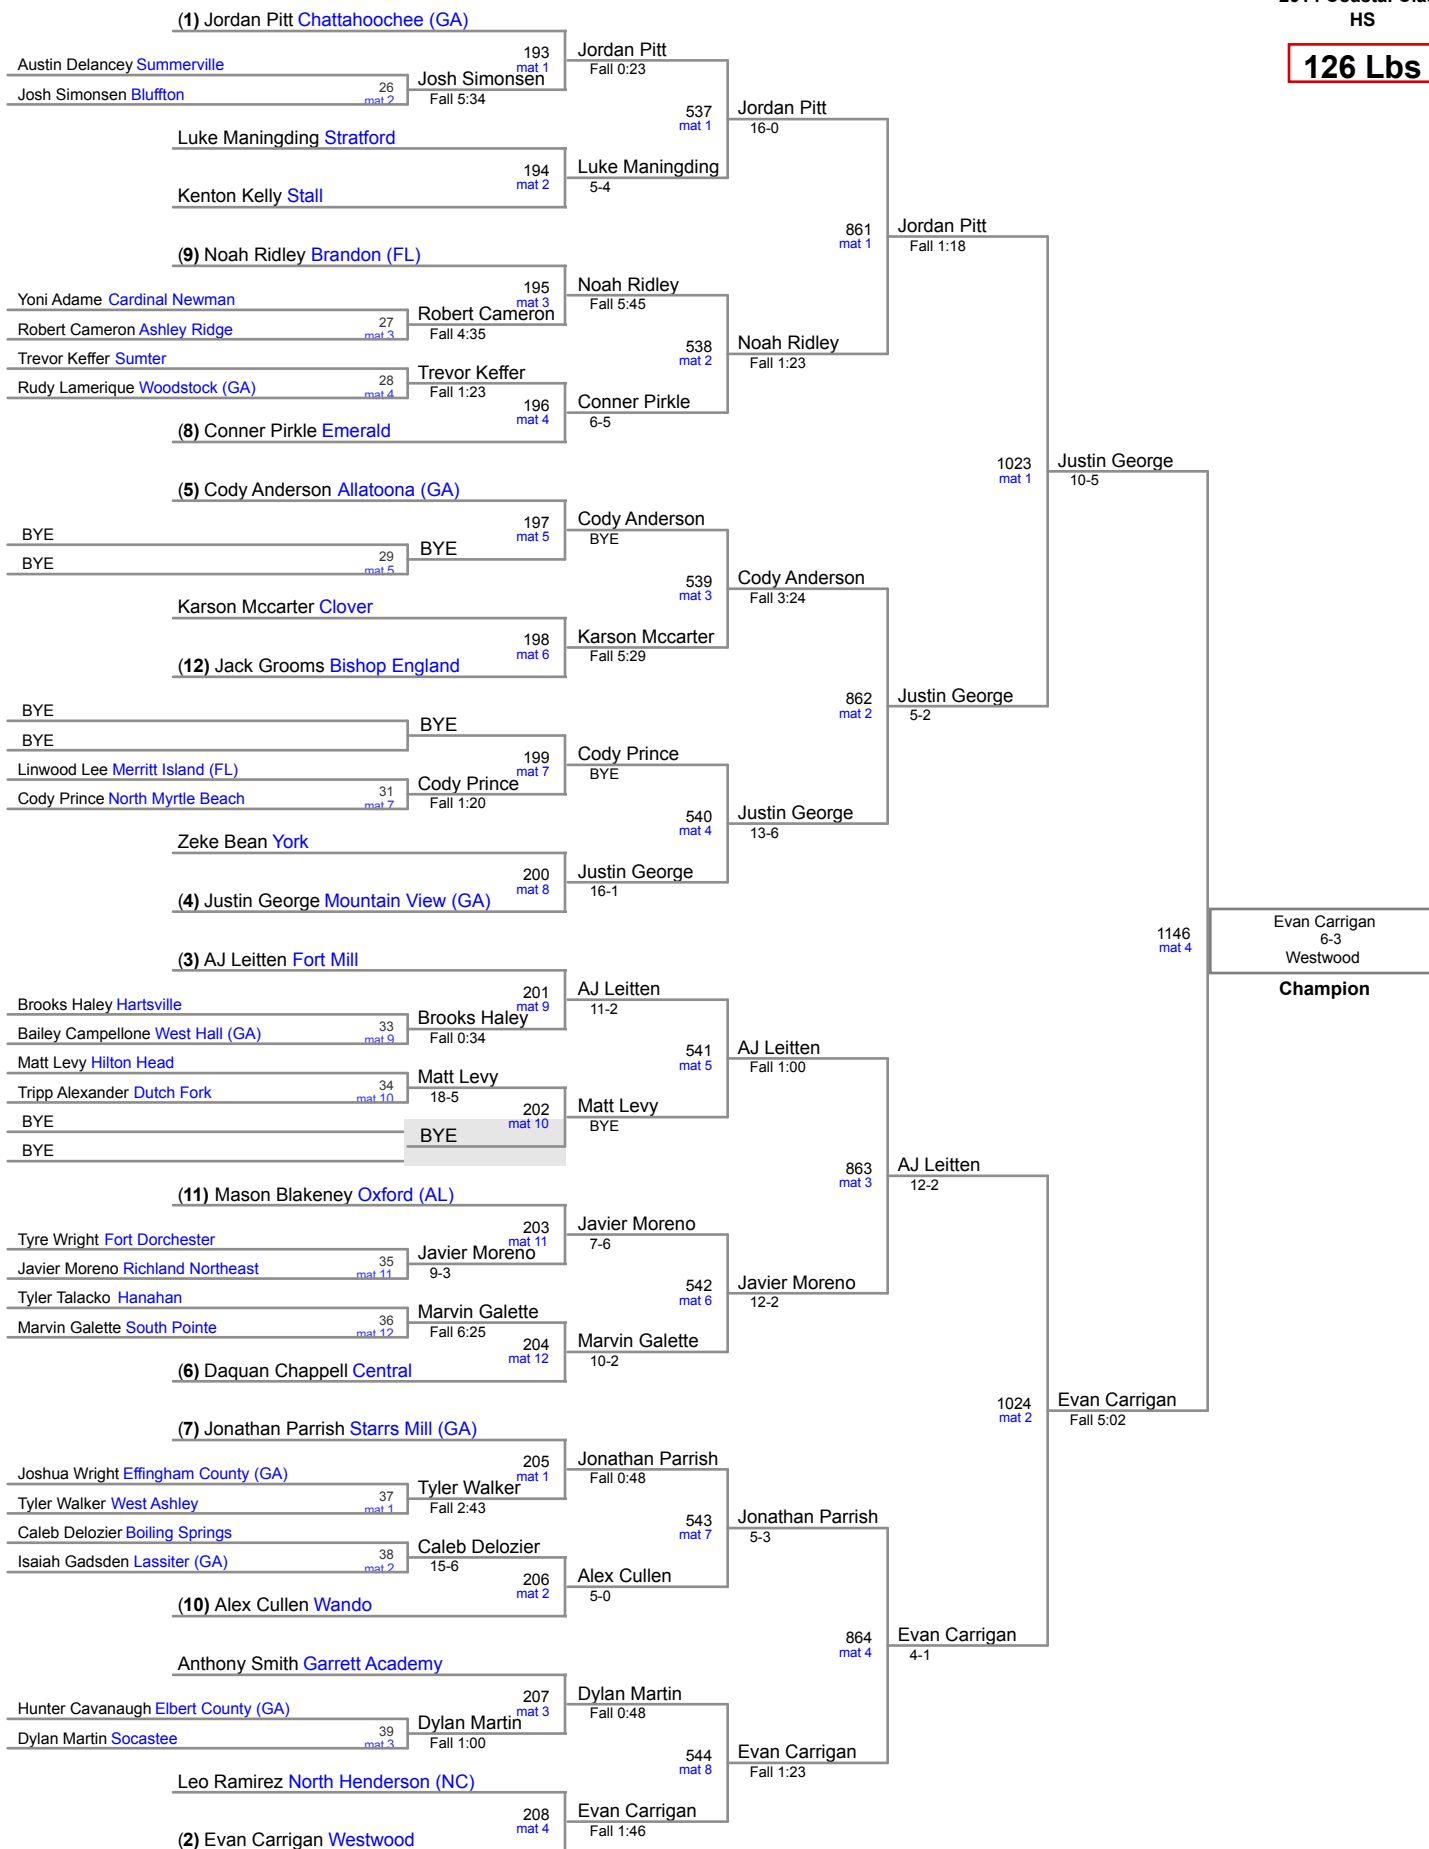 HS
126 Lbs
(1) Jordan Pitt Chattahoochee (GA)
193
mat 1
Jordan Pitt
Fall 0:23
Austin Delancey Summerville
Josh Simonsen Bluffton
26
mat 2
Josh Simonsen
Fall 5:34
537
mat 1
Jordan Pitt
16-0
Luke Maningding Stratford
194
mat 2
Luke Maningding
5-4
Kenton Kelly Stall
861
mat 1
Jordan Pitt
Fall 1:18
(9) Noah Ridley Brandon (FL)
195
mat 3
Noah Ridley
Fall 5:45
Yoni Adame Cardinal Newman
Robert Cameron Ashley Ridge
27
mat 3
Robert Cameron
Fall 4:35
538
mat 2
Noah Ridley
Fall 1:23
Trevor Keffer Sumter
Rudy Lamerique Woodstock (GA)
28
mat 4
Trevor Keffer
Fall 1:23
196
mat 4
Conner Pirkle
6-5
(8) Conner Pirkle Emerald
1023
mat 1
Justin George
10-5
(5) Cody Anderson Allatoona (GA)
197
mat 5
Cody Anderson
BYE
BYE
BYE
29
mat 5
BYE
539
mat 3
Cody Anderson
Fall 3:24
Karson Mccarter Clover
198
mat 6
Karson Mccarter
Fall 5:29
(12) Jack Grooms Bishop England
862
mat 2
Justin George
5-2
BYE
BYE
BYE
199
mat 7
Cody Prince
BYE
Linwood Lee Merritt Island (FL)
Cody Prince North Myrtle Beach
31
mat 7
Cody Prince
Fall 1:20
540
mat 4
Justin George
13-6
Zeke Bean York
200
mat 8
Justin George
16-1
(4) Justin George Mountain View (GA)
1146
mat 4
Evan Carrigan
6-3
Westwood
Champion
(3) AJ Leitten Fort Mill
201
mat 9
AJ Leitten
11-2
Brooks Haley Hartsville
Bailey Campellone West Hall (GA)
33
mat 9
Brooks Haley
Fall 0:34
541
mat 5
AJ Leitten
Fall 1:00
Matt Levy Hilton Head
Tripp Alexander Dutch Fork
34
mat 10
Matt Levy
18-5
202
mat 10
Matt Levy
BYE
BYE
BYE
BYE
863
mat 3
AJ Leitten
12-2
(11) Mason Blakeney Oxford (AL)
203
mat 11
Javier Moreno
7-6
Tyre Wright Fort Dorchester
Javier Moreno Richland Northeast
35
mat 11
Javier Moreno
9-3
542
mat 6
Javier Moreno
12-2
Tyler Talacko Hanahan
Marvin Galette South Pointe
36
mat 12
Marvin Galette
Fall 6:25
204
mat 12
Marvin Galette
10-2
(6) Daquan Chappell Central
1024
mat 2
Evan Carrigan
Fall 5:02
(7) Jonathan Parrish Starrs Mill (GA)
205
mat 1
Jonathan Parrish
Fall 0:48
Joshua Wright Effingham County (GA)
Tyler Walker West Ashley
37
mat 1
Tyler Walker
Fall 2:43
543
mat 7
Jonathan Parrish
5-3
Caleb Delozier Boiling Springs
Isaiah Gadsden Lassiter (GA)
38
mat 2
Caleb Delozier
15-6
206
mat 2
Alex Cullen
5-0
(10) Alex Cullen Wando
864
mat 4
Evan Carrigan
4-1
Anthony Smith Garrett Academy
207
mat 3
Dylan Martin
Fall 0:48
Hunter Cavanaugh Elbert County (GA)
Dylan Martin Socastee
39
mat 3
Dylan Martin
Fall 1:00
544
mat 8
Evan Carrigan
Fall 1:23
Leo Ramirez North Henderson (NC)
208
mat 4
Evan Carrigan
Fall 1:46
(2) Evan Carrigan Westwood